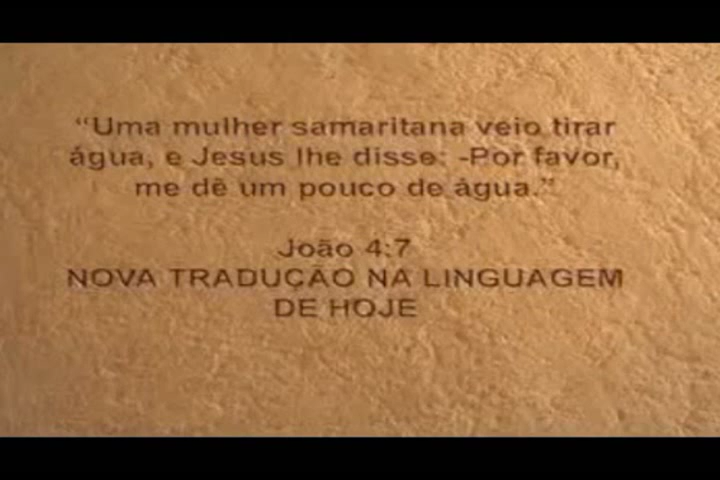 “Uma mulher samaritana veio tirar
água, e Jesus lhe disse: -Por favor,
me dê um pouco de água.”
João 4:7
NOVA TRADUÇÃO NA LINGUAGEM
DE HOJE